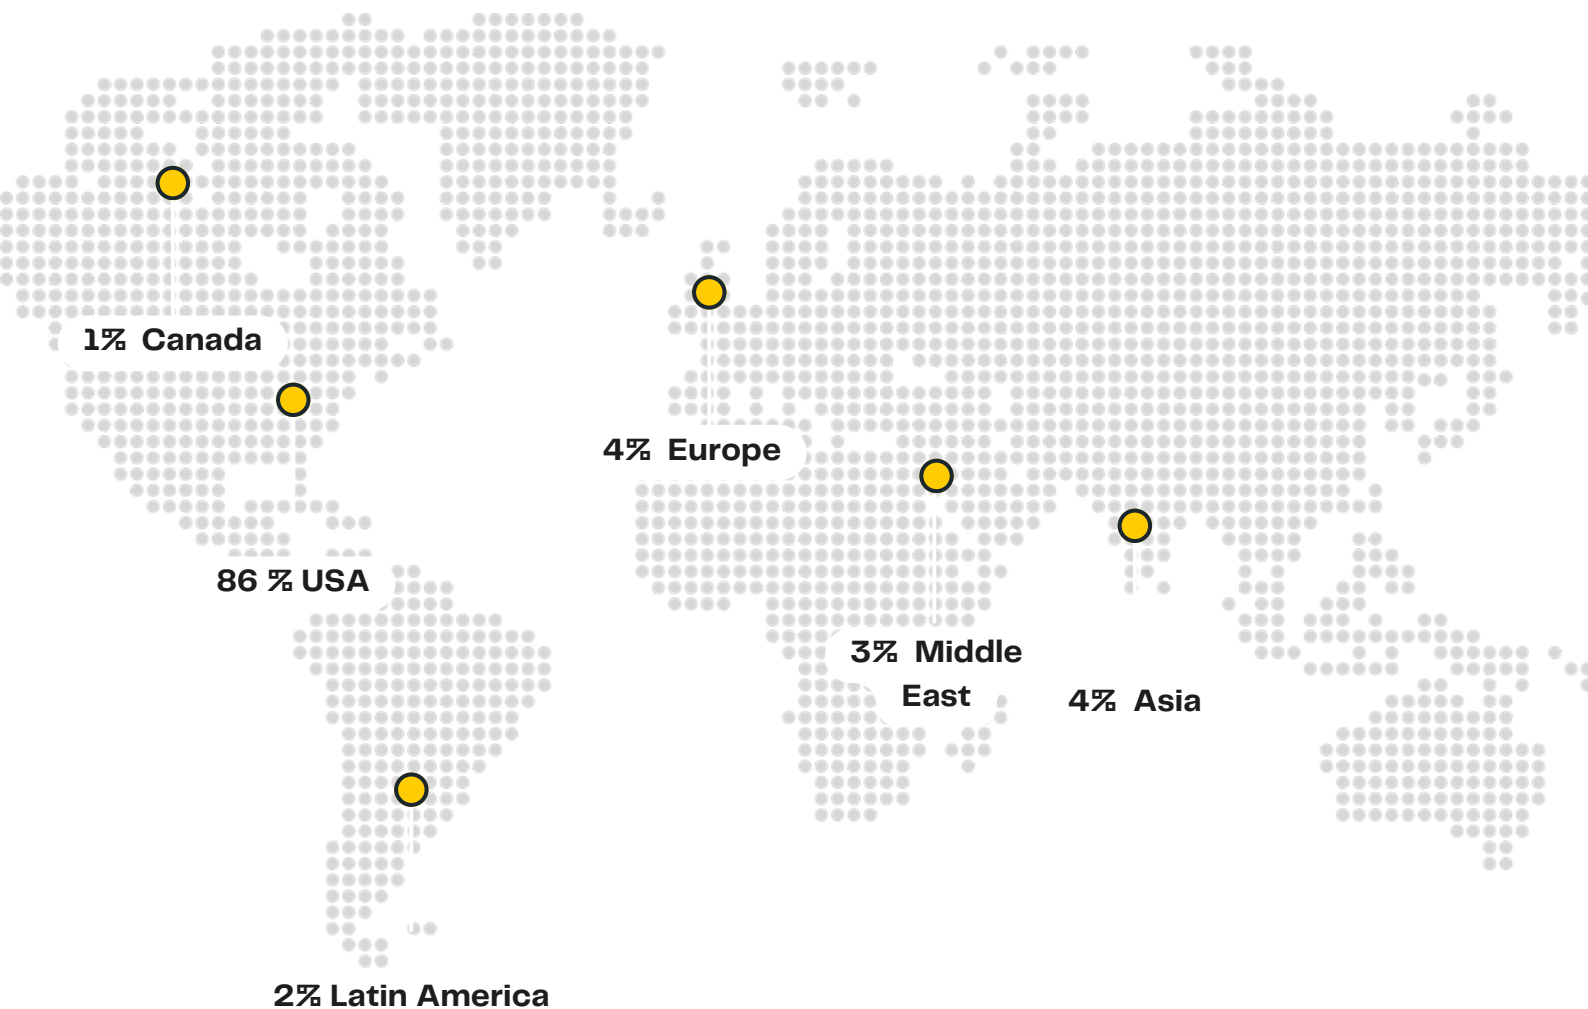 1% Canada
4% Europe
86 % USA
3% Middle
East
4% Asia
2% Latin America